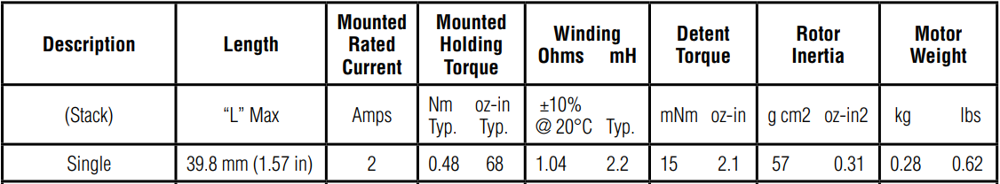 Description Length Mounted Rated Current Mounted Holding Torque Winding Ohms mH Detent Torque Rotor Inertia Motor Weight
(Stack) “L” Max Amps Nm Typ. oz-in Typ. ±10% @ 20°C Typ. mNm oz-in g cm2 oz-in2 kg lbs
Single 39.8 mm (1.57 in) 2 0.48 68 1.04 2.2 15 2.1 57 0.31 0.28 0.62